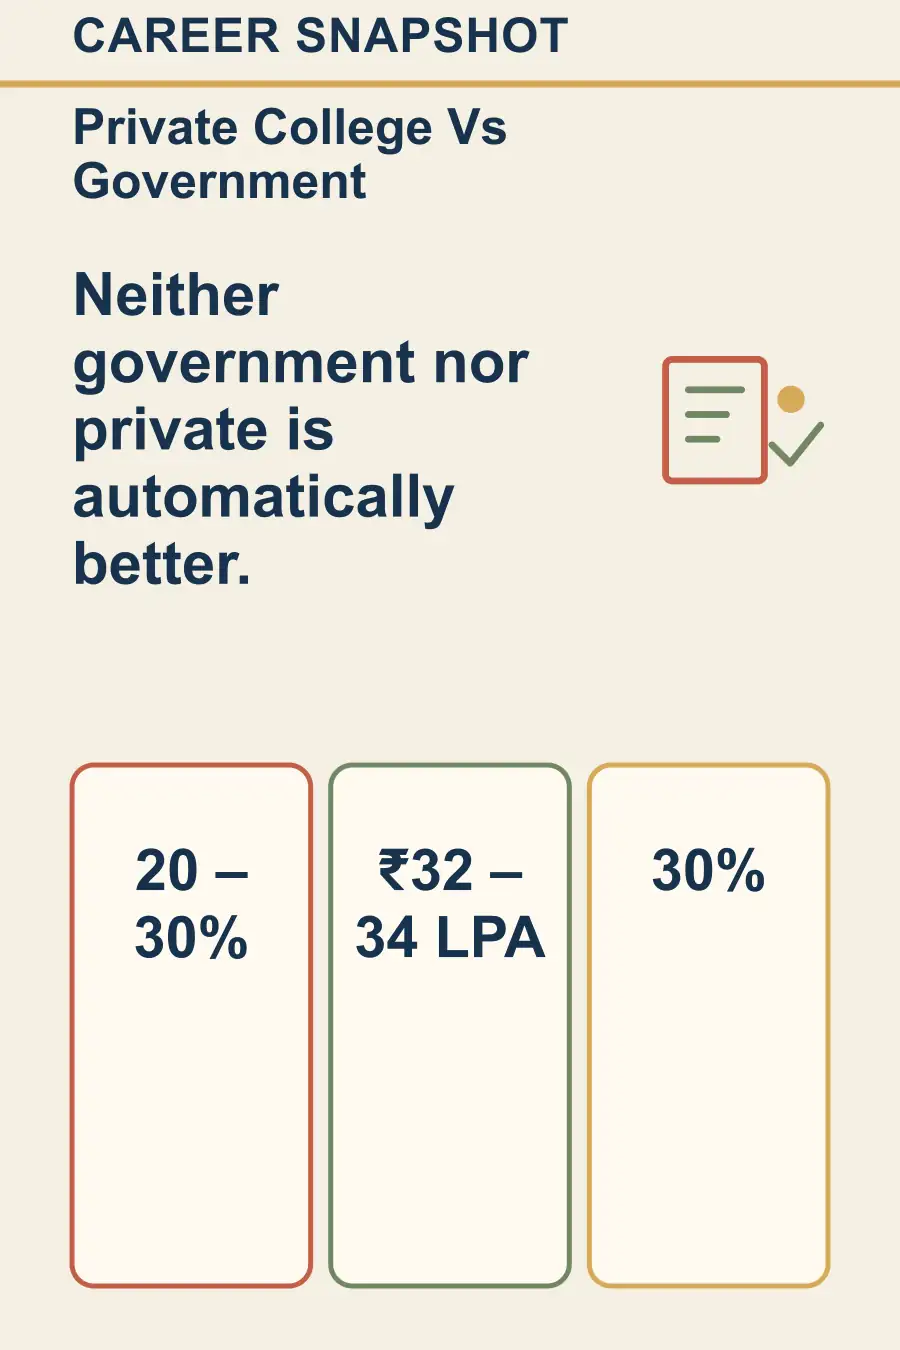 CAREER SNAPSHOT
Private College Vs
Government
Neither
government nor
private is
automatically
better.
20 –
30%
₹32 –
34 LPA
30%